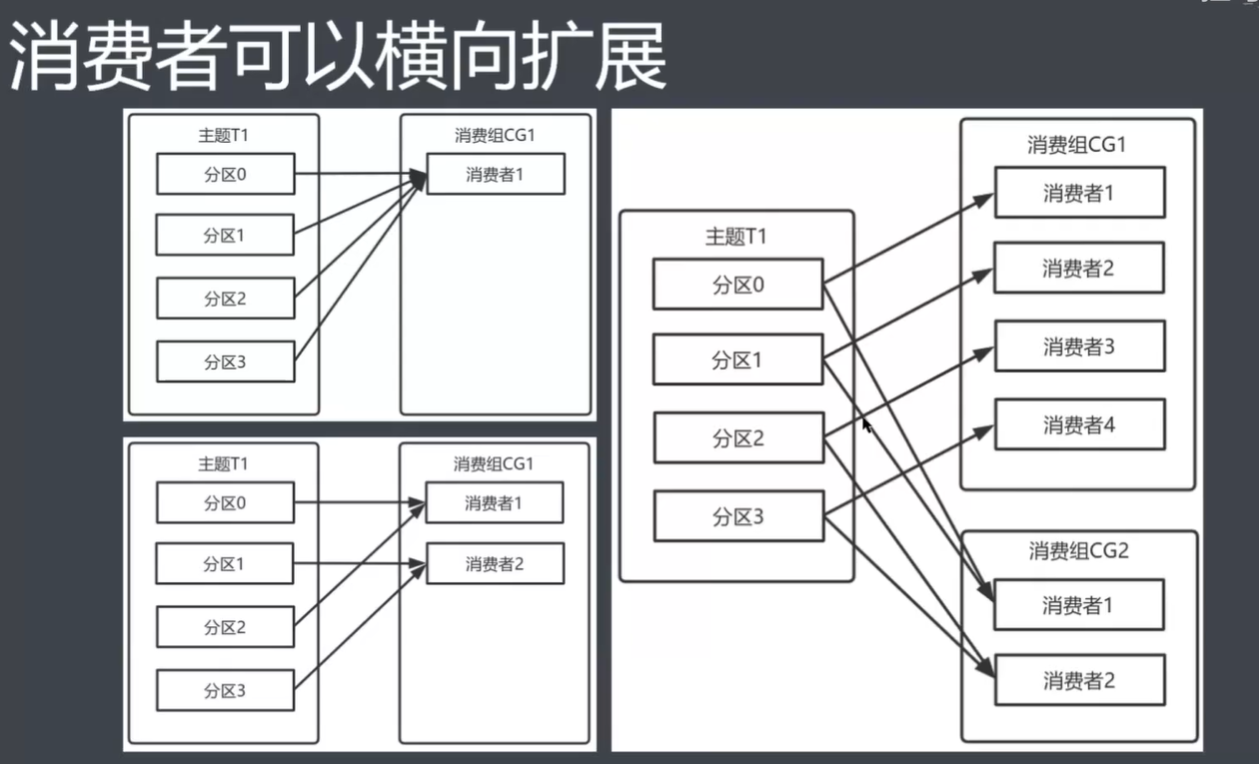 消费者可以横向扩展
主题T1
分区0
分区1
分区2
分区3
消费组CG1
消费者1
主题T1
分区0
分区1
分区2
分区3
消费组CG1
消费者1
消费者2
主题T1
分区0
分区1
分区2
分区3
消费组CG1
消费者1
消费者2
消费者3
消费者4
消费组CG2
消费者1
消费者2